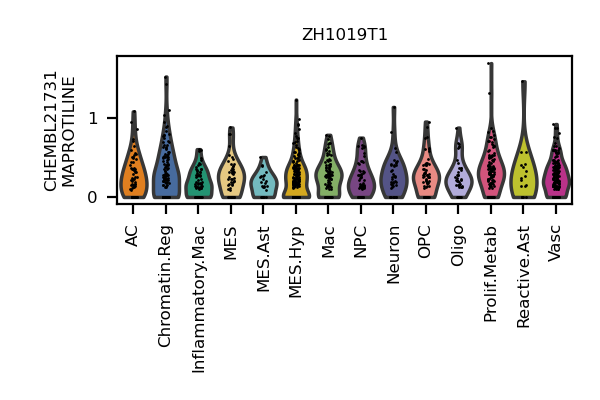 ZH1019T1
CHEMBL21731
MAPROTILINE
1
0
AC
Chromatin.Reg
Inflammatory.Mac
MES
MES.Ast
MES.Hyp
Mac
NPC
Neuron
OPC
Oligo
Prolif.Metab
Reactive.Ast
Vasc